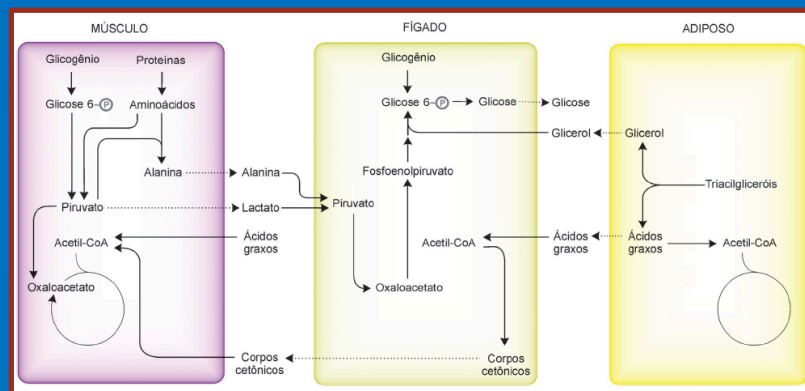 MÚSCULO
FÍGADO
ADIPOSO
Glicogênio
Proteínas
Glicose 6-P
Aminoácidos
Alanina
Alanina
Piruvato
Lactato
Acetil-CoA
Ácidos
graxos
Oxaloacetato
Corpos
cetônicos
Glicogênio
Glicose 6-P
Glicose
Glicose
Glicerol
Fosfoenolpiruvato
Piruvato
Acetil-CoA
Ácidos
graxos
Oxaloacetato
Corpos
cetônicos
Glicerol
Triacilgliceróis
Ácidos
graxos
Acetil-CoA